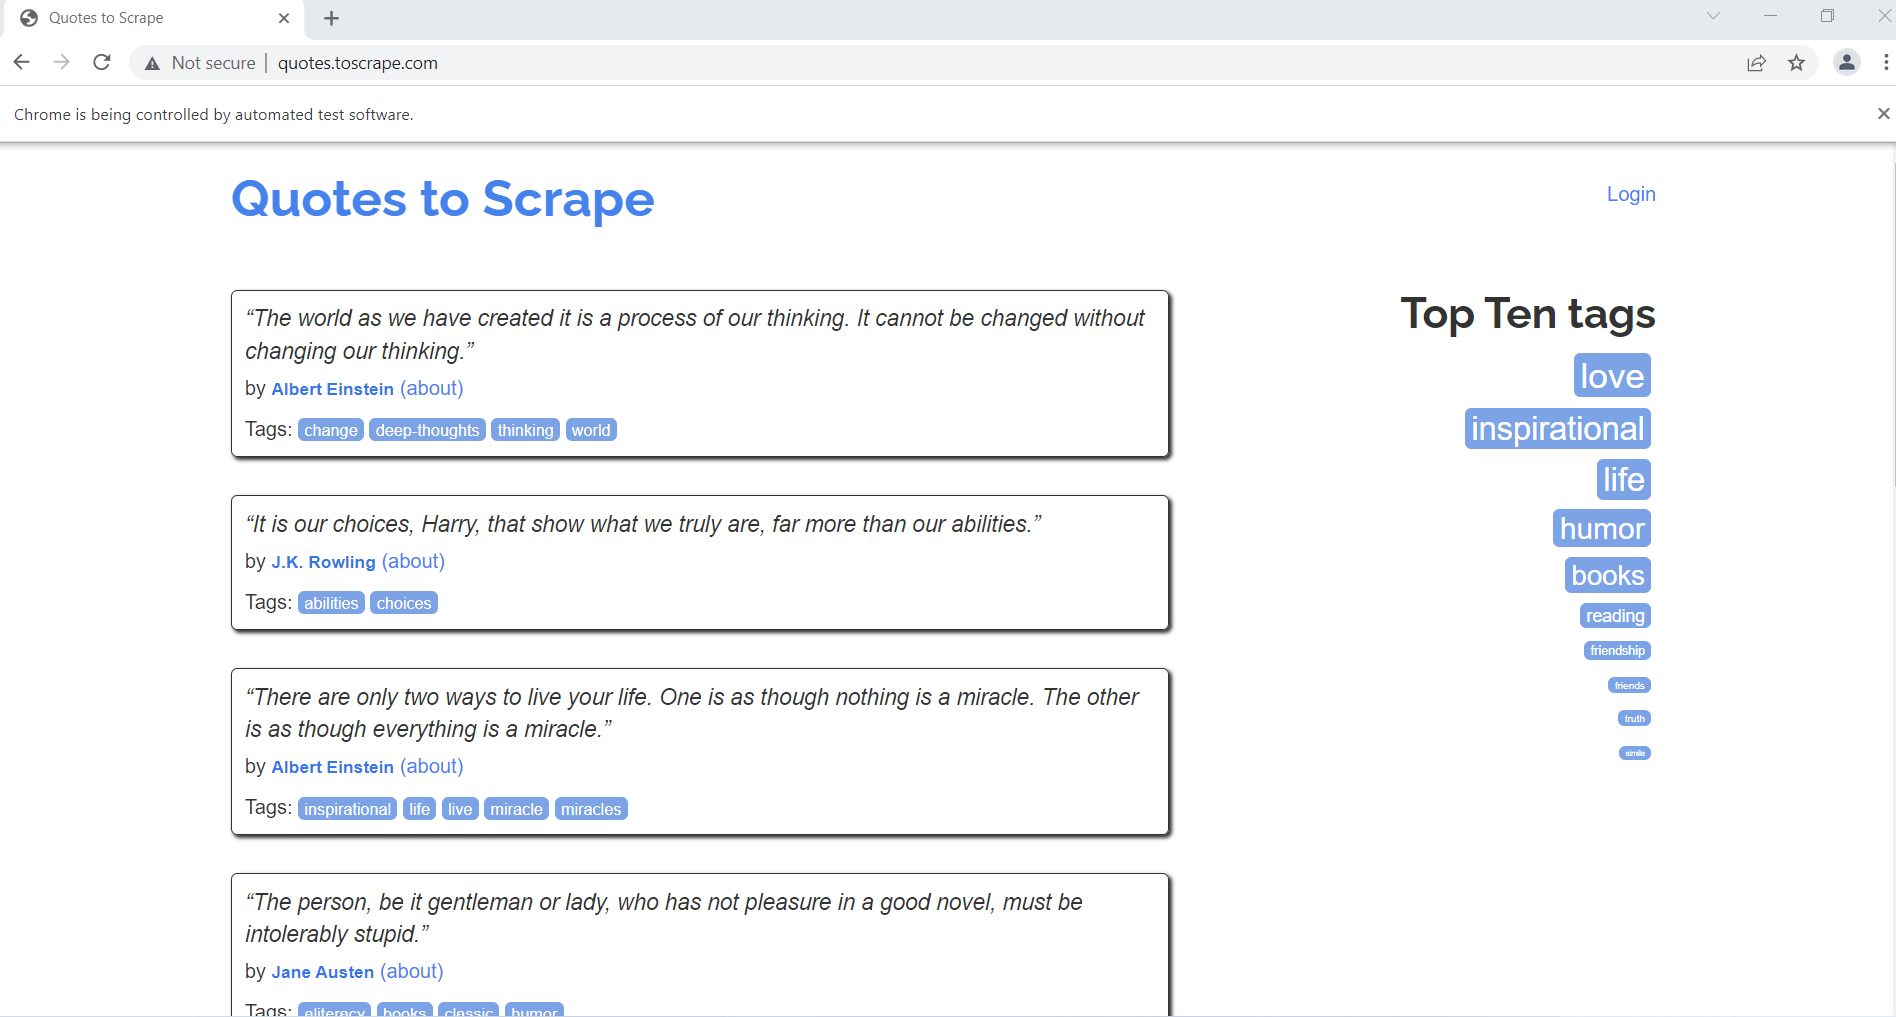 Quotes to Scrape
Not secure | quotes.toscrape.com
Chrome is being controlled by automated test software.
Quotes to Scrape
Login
“The world as we have created it is a process of our thinking. It cannot be changed without
changing our thinking.”
by Albert Einstein (about)
Tags: change deep-thoughts thinking world
“It is our choices, Harry, that show what we truly are, far more than our abilities.”
by J.K. Rowling (about)
Tags: abilities choices
“There are only two ways to live your life. One is as though nothing is a miracle. The other
is as though everything is a miracle.”
by Albert Einstein (about)
Tags: inspirational life live miracle miracles
“The person, be it gentleman or lady, who has not pleasure in a good novel, must be
intolerably stupid.”
by Jane Austen (about)
Tags: aliteracy books classic humor
Top Ten tags
love
inspirational
life
humor
books
reading
friendship
friends
truth
simile